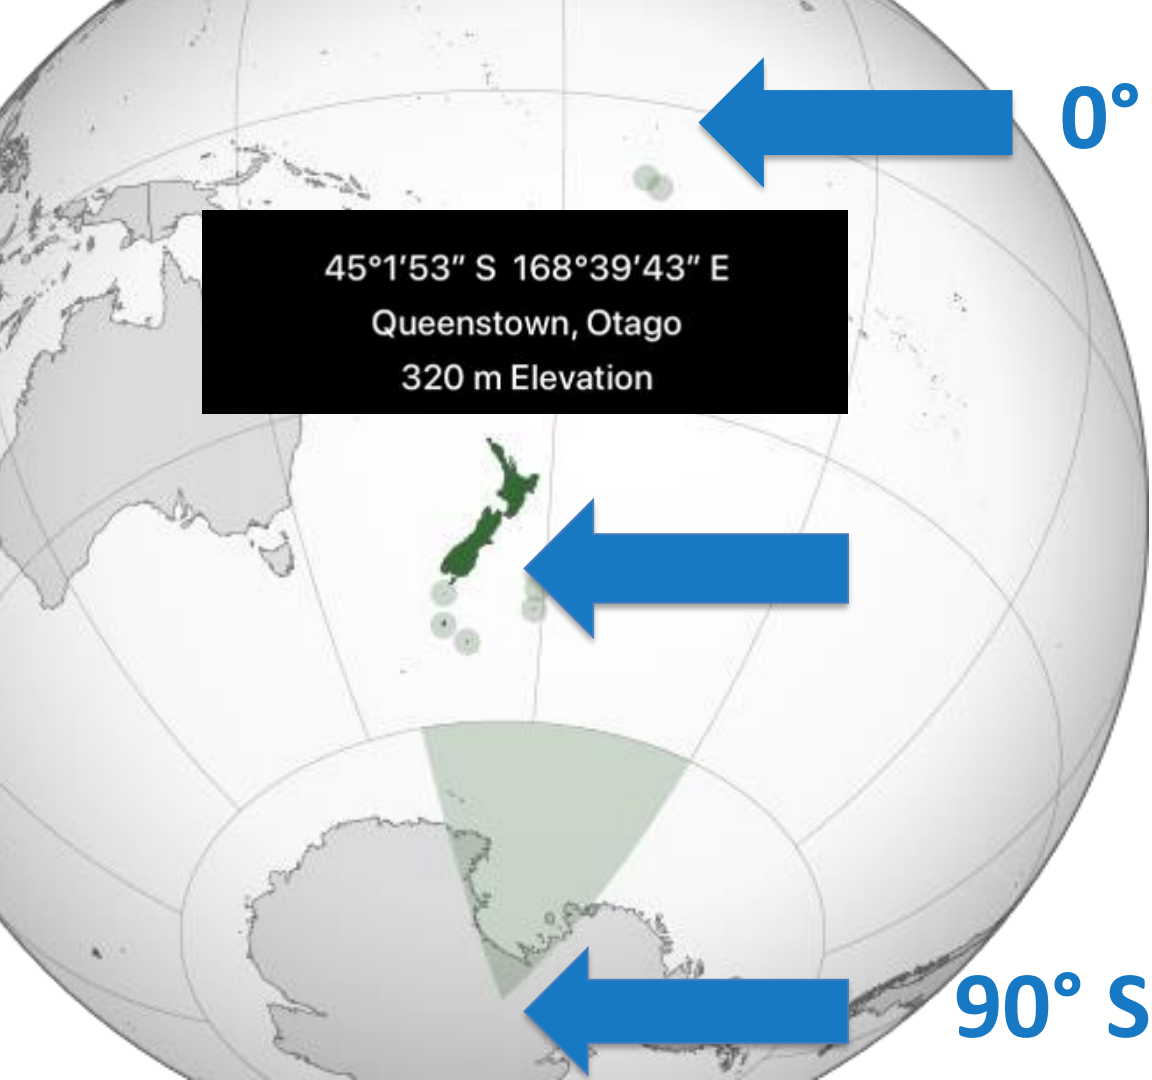 0°
45°1′53″ S 168°39′43″ E
Queenstown, Otago
320 m Elevation
90° S